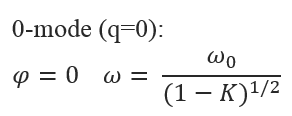 0-mode (q=0):
φ = 0 ω = ω₀ / (1 − K)^{1/2}